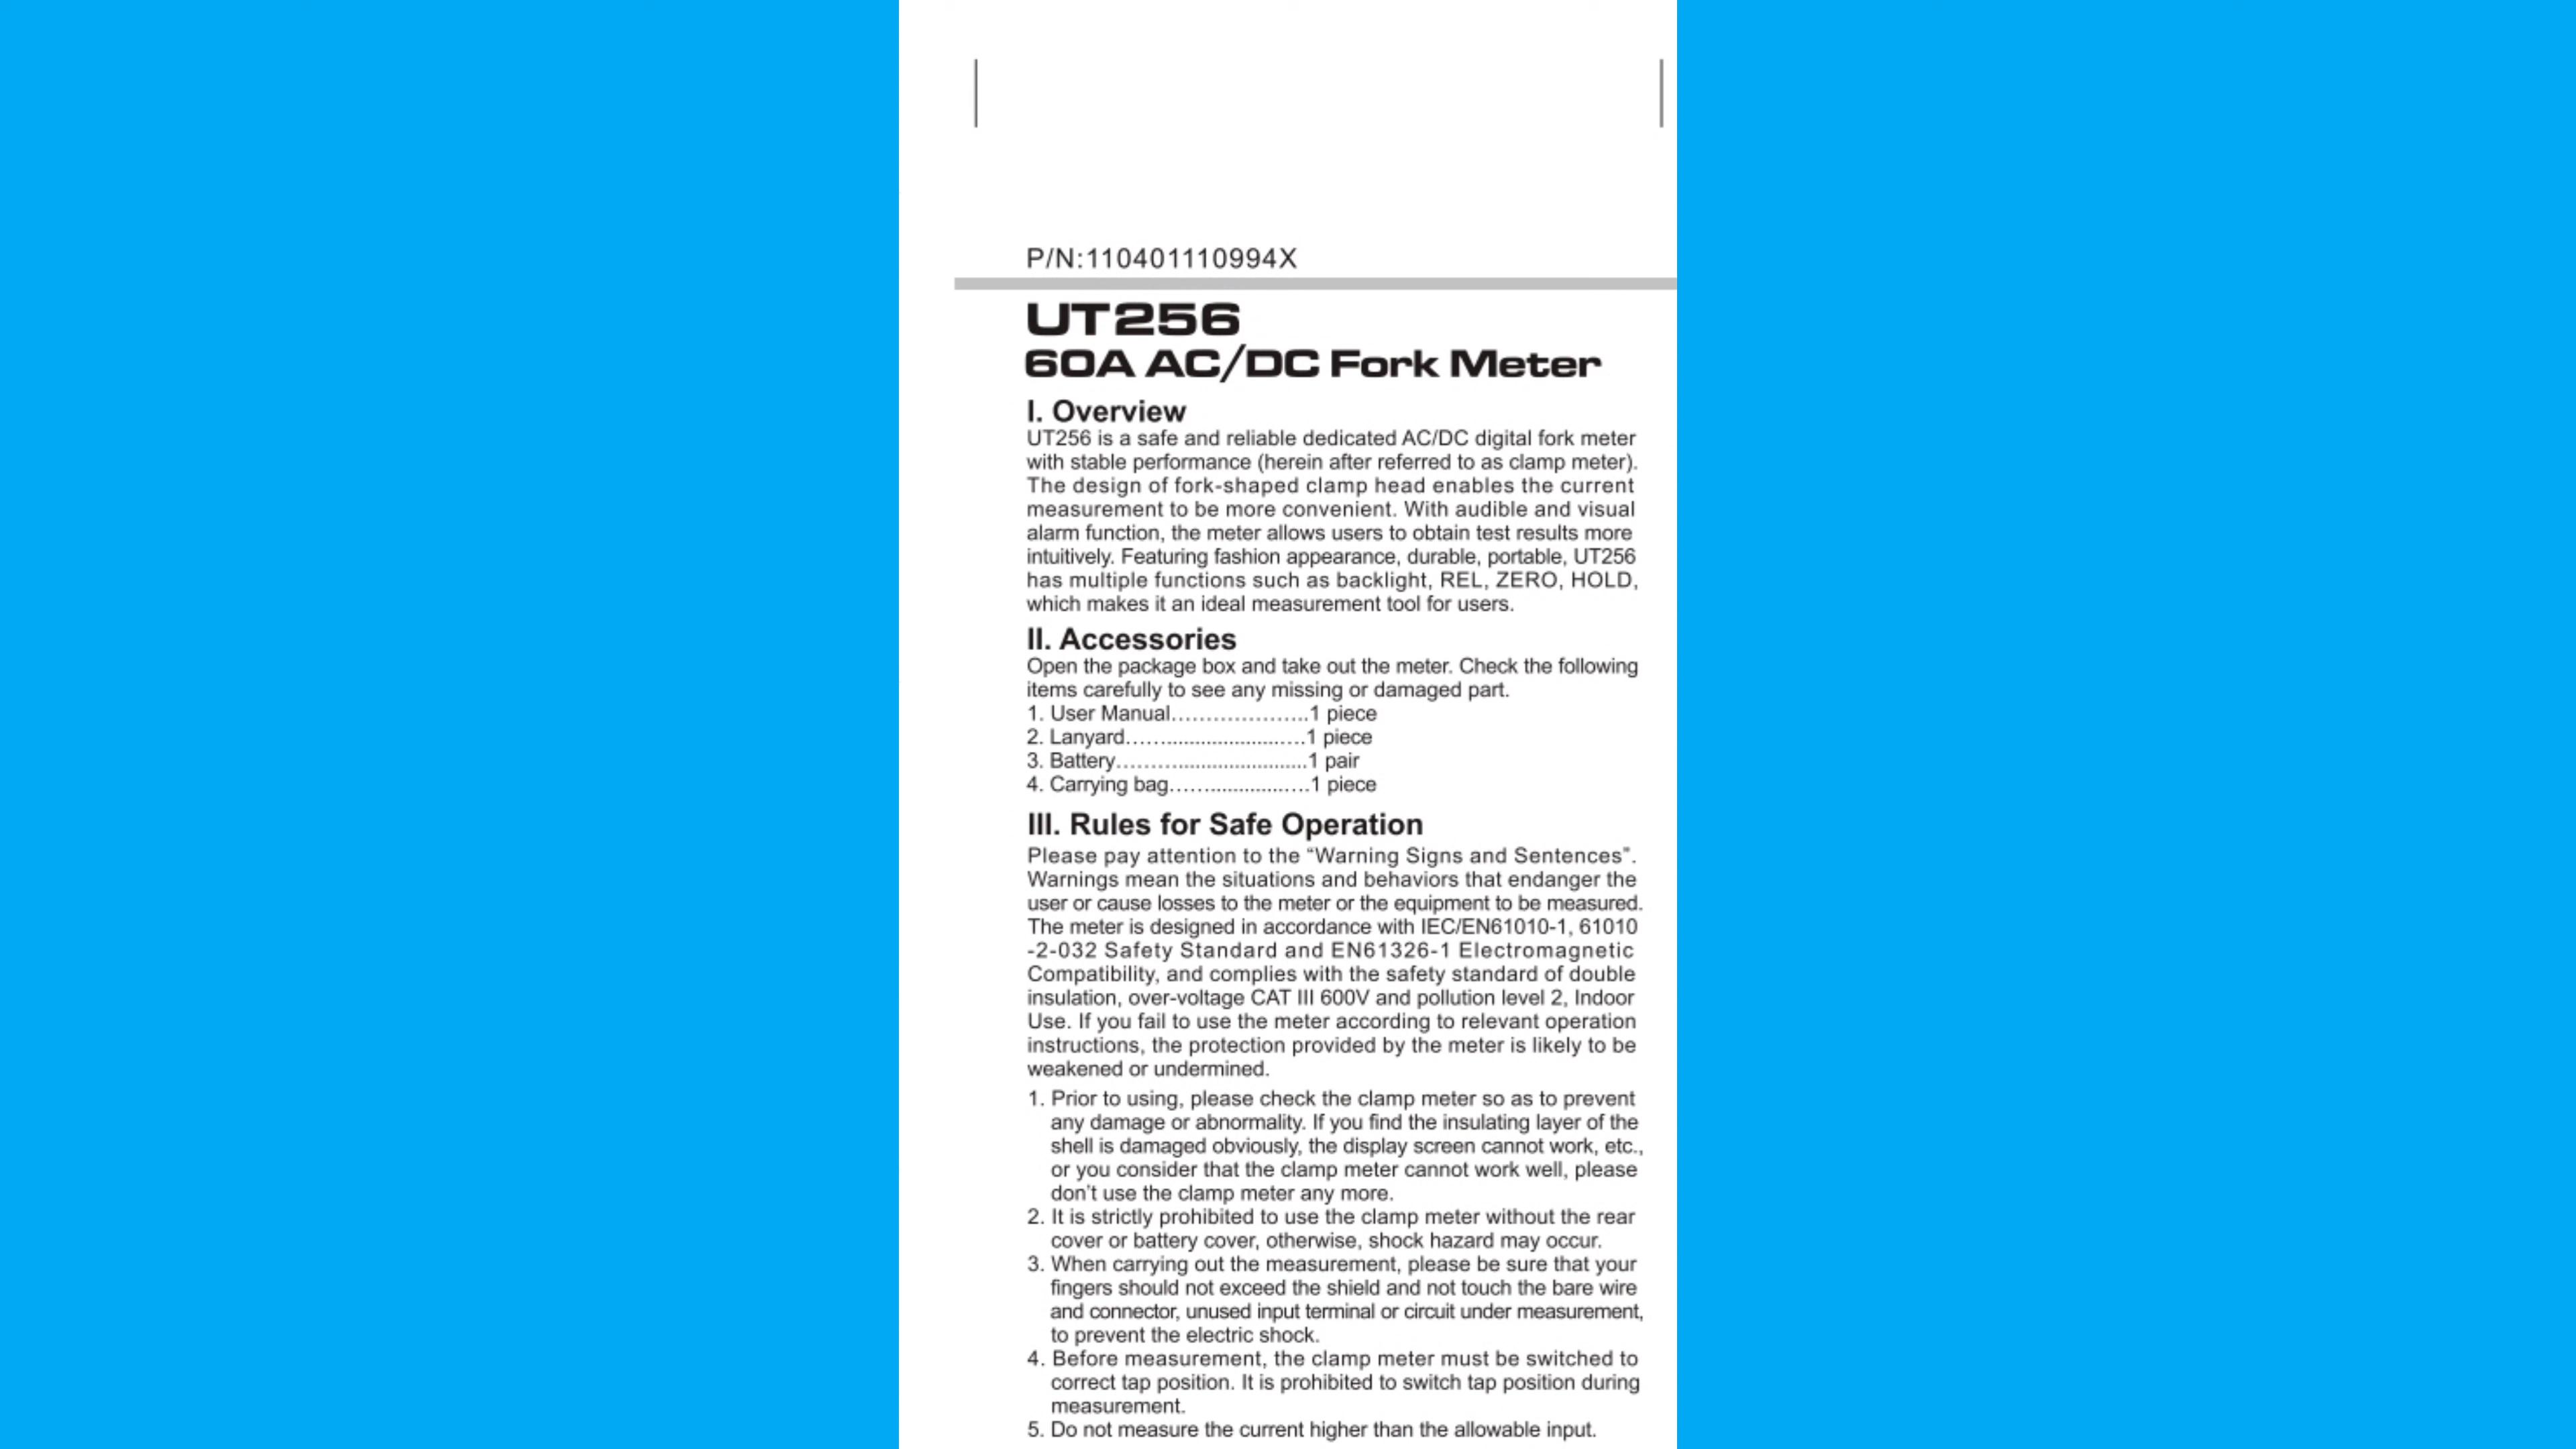 P/N:110401110994X
UT256
60A AC/DC Fork Meter
I. Overview
UT256 is a safe and reliable dedicated AC/DC digital fork meter
with stable performance (herein after referred to as clamp meter).
The design of fork-shaped clamp head enables the current
measurement to be more convenient. With audible and visual
alarm function, the meter allows users to obtain test results more
intuitively. Featuring fashion appearance, durable, portable, UT256
has multiple functions such as backlight, REL, ZERO, HOLD,
which makes it an ideal measurement tool for users.
II. Accessories
Open the package box and take out the meter. Check the following
items carefully to see any missing or damaged part.
1. User Manual.....................1 piece
2. Lanyard................................1 piece
3. Battery.................................1 pair
4. Carrying bag........................1 piece
III. Rules for Safe Operation
Please pay attention to the “Warning Signs and Sentences”.
Warnings mean the situations and behaviors that endanger the
user or cause losses to the meter or the equipment to be measured.
The meter is designed in accordance with IEC/EN61010-1, 61010
-2-032 Safety Standard and EN61326-1 Electromagnetic
Compatibility, and complies with the safety standard of double
insulation, over-voltage CAT III 600V and pollution level 2, Indoor
Use. If you fail to use the meter according to relevant operation
instructions, the protection provided by the meter is likely to be
weakened or undermined.
1. Prior to using, please check the clamp meter so as to prevent
any damage or abnormality. If you find the insulating layer of the
shell is damaged obviously, the display screen cannot work, etc.,
or you consider that the clamp meter cannot work well, please
don’t use the clamp meter any more.
2. It is strictly prohibited to use the clamp meter without the rear
cover or battery cover, otherwise, shock hazard may occur.
3. When carrying out the measurement, please be sure that your
fingers should not exceed the shield and not touch the bare wire
and connector, unused input terminal or circuit under measurement,
to prevent the electric shock.
4. Before measurement, the clamp meter must be switched to
correct tap position. It is prohibited to switch tap position during
measurement.
5. Do not measure the current higher than the allowable input.